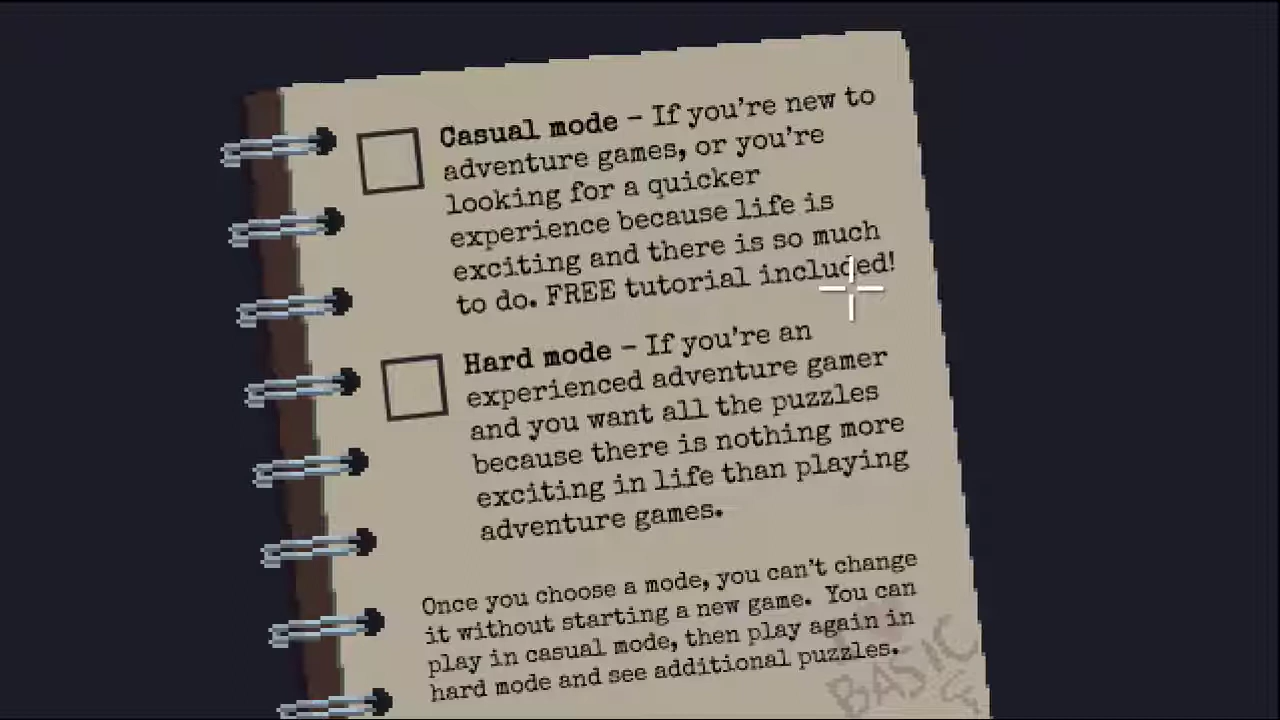 Casual mode – If you're new to
adventure games, or you're
looking for a quicker
experience because life is
exciting and there is so much
to do. FREE tutorial included!
Hard mode – If you're an
experienced adventure gamer
and you want all the puzzles
because there is nothing more
exciting in life than playing
adventure games.
Once you choose a mode, you can't change
it without starting a new game. You can
play in casual mode, then play again in
hard mode and see additional puzzles.
BASIC